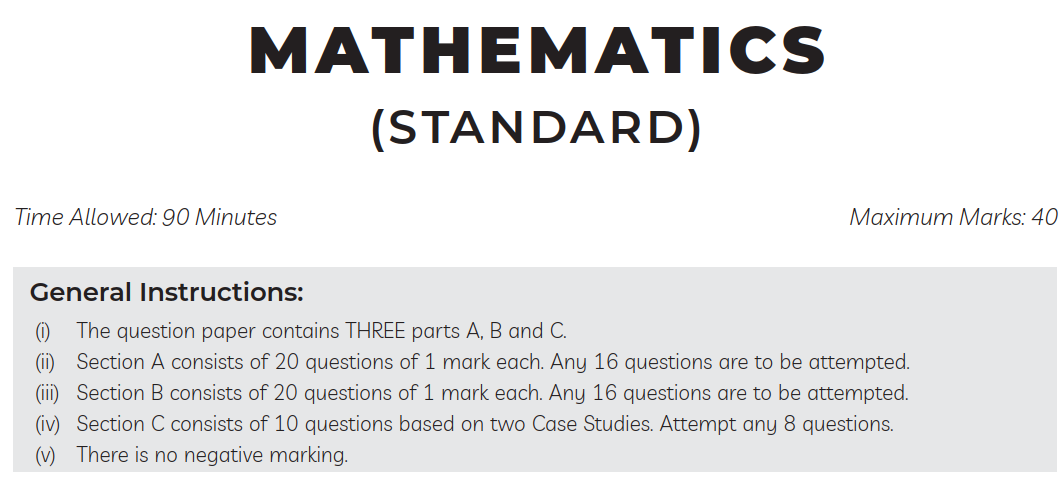 MATHEMATICS
(STANDARD)
Time Allowed: 90 Minutes Maximum Marks: 40
General Instructions:
(i) The question paper contains THREE parts A, B and C.
(ii) Section A consists of 20 questions of 1 mark each. Any 16 questions are to be attempted.
(iii) Section B consists of 20 questions of 1 mark each. Any 16 questions are to be attempted.
(iv) Section C consists of 10 questions based on two Case Studies. Attempt any 8 questions.
(v) There is no negative marking.